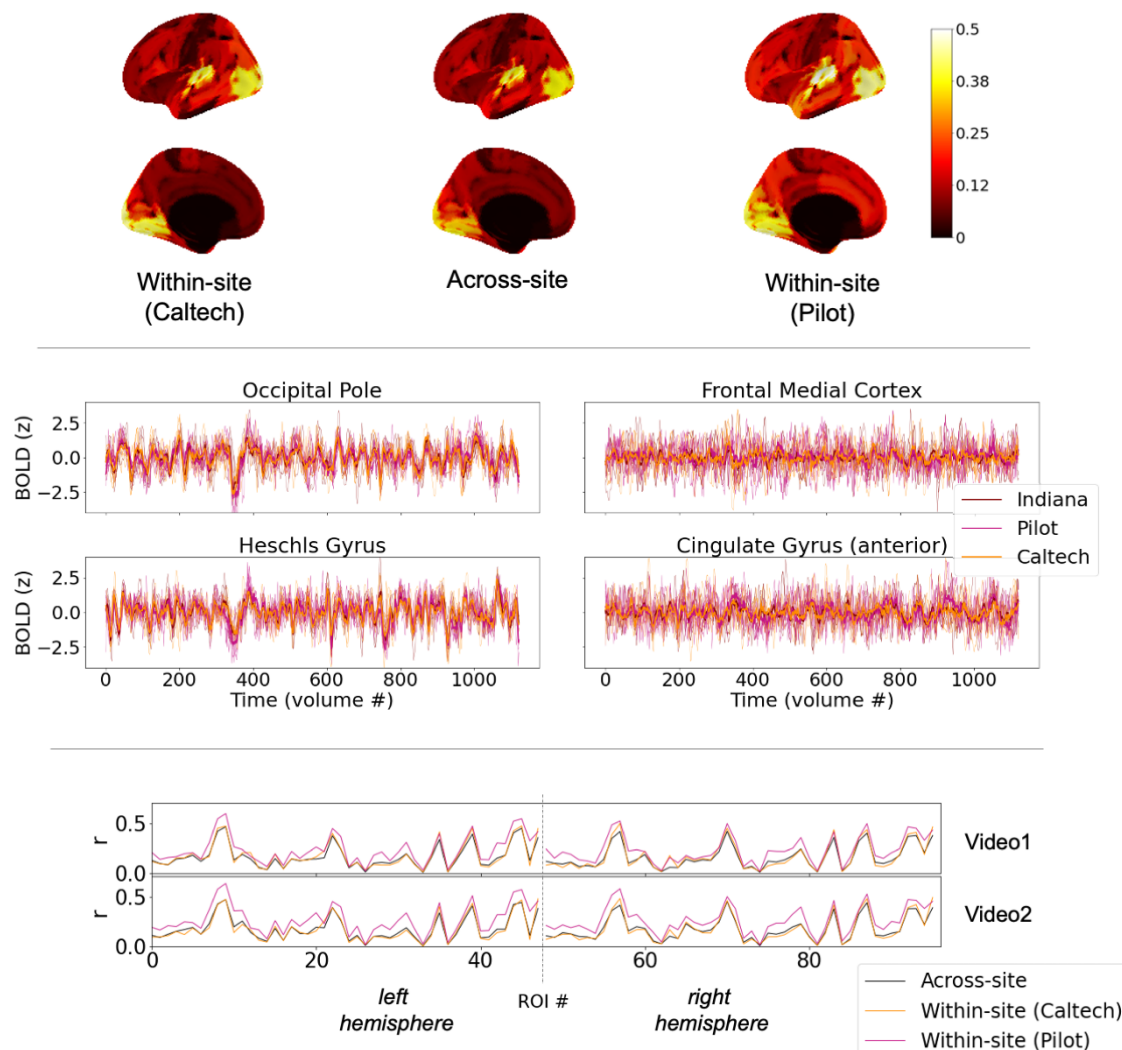 0.5
0.38
0.25
0.12
0
Within-site
(Caltech)
Across-site
Within-site
(Pilot)
Occipital Pole
Frontal Medial Cortex
BOLD (z)
2.5
0.0
−2.5
Indiana
Pilot
Caltech
Heschls Gyrus
Cingulate Gyrus (anterior)
BOLD (z)
2.5
0.0
−2.5
0 200 400 600 800 1000
0 200 400 600 800 1000
Time (volume #)
Time (volume #)
r
0.5
0.0
Video1
r
0.5
0.0
Video2
0 20 40 60 80
left
hemisphere
ROI #
right
hemisphere
Across-site
Within-site (Caltech)
Within-site (Pilot)